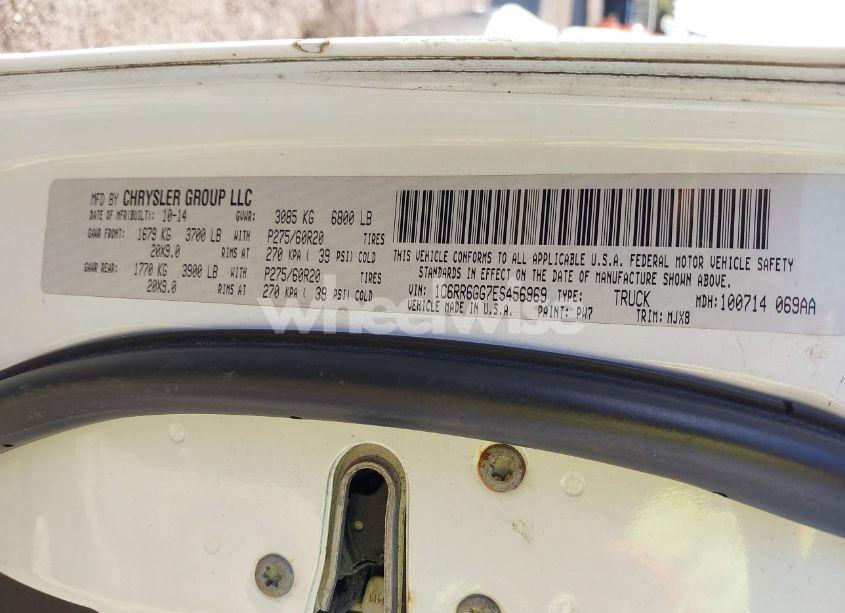 MFD BY CHRYSLER GROUP LLC
DATE OF MFR(BUILT): 10-14 GVWR: 3085 KG 6800 LB
GAWR FRONT: 1679 KG 3700 LB WITH P275/60R20 TIRES
20X9.0 RIMS AT 270 KPA ( 39 PSI) COLD
GAWR REAR: 1770 KG 3900 LB WITH P275/60R20 TIRES
20X9.0 RIMS AT 270 KPA ( 39 PSI) COLD
THIS VEHICLE CONFORMS TO ALL APPLICABLE U.S.A. FEDERAL MOTOR VEHICLE SAFETY
STANDARDS IN EFFECT ON THE DATE OF MANUFACTURE SHOWN ABOVE.
VIN: 1C6RR6GG7ES456969 TYPE: TRUCK MDH: 100714 069AA
VEHICLE MADE IN U.S.A. PAINT: PW7 TRIM: MJX8
wheelwise